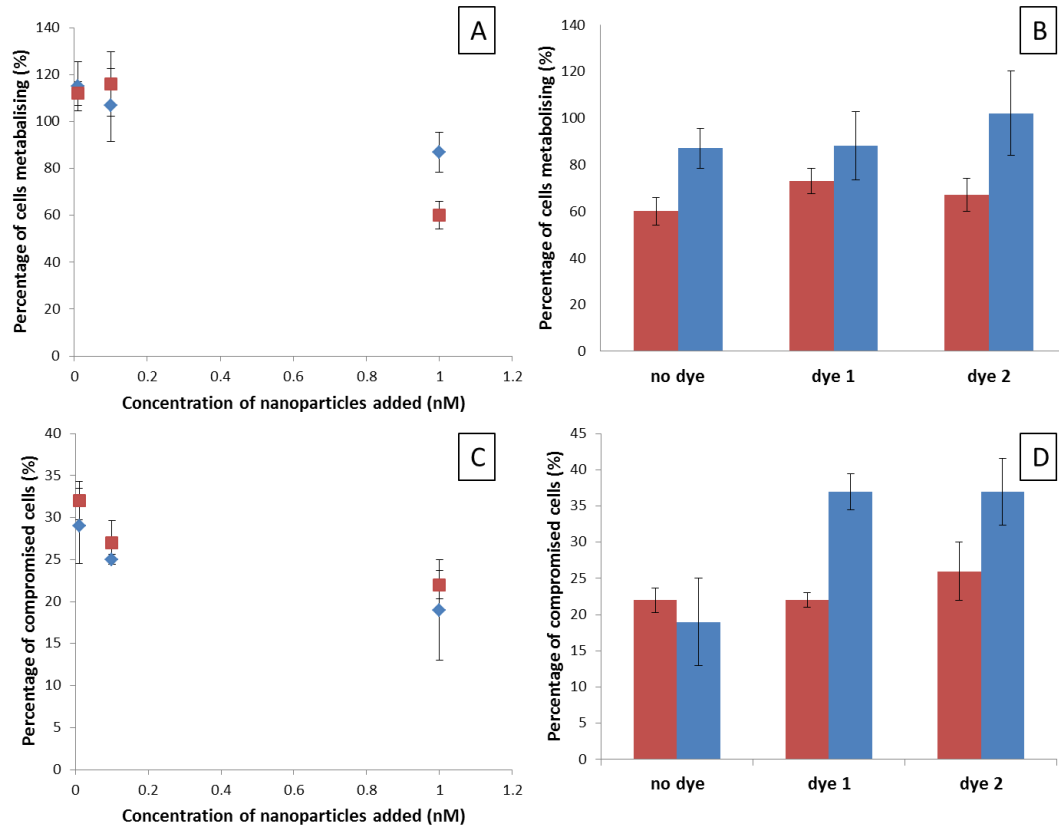 A
Percentage of cells metabalising (%)
140
120
100
80
60
40
20
0
0 0.2 0.4 0.6 0.8 1 1.2
Concentration of nanoparticles added (nM)
B
Percentage of cells metabolising (%)
140
120
100
80
60
40
20
0
no dye dye 1 dye 2
C
Percentage of compromised cells (%)
40
35
30
25
20
15
10
5
0
0 0.2 0.4 0.6 0.8 1 1.2
Concentration of nanoparticles added (nM)
D
Percentage of compromised cells (%)
45
40
35
30
25
20
15
10
5
0
no dye dye 1 dye 2